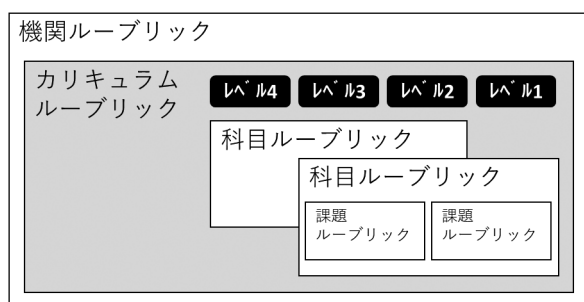 機関ルーブリック
カリキュラム
ルーブリック
ﾚﾍﾞﾙ4 ﾚﾍﾞﾙ3 ﾚﾍﾞﾙ2 ﾚﾍﾞﾙ1
科目ルーブリック
科目ルーブリック
課題
ルーブリック
課題
ルーブリック